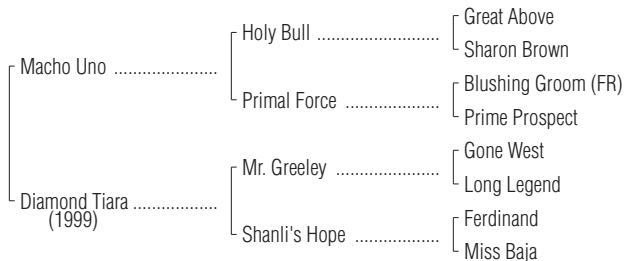 Great Above
Holy Bull ......................
Sharon Brown
Macho Uno ......................
Blushing Groom (FR)
Primal Force ....................
Prime Prospect
Gone West
Mr. Greeley ......................
Long Legend
Diamond Tiara ..................
(1999)
Ferdinand
Shanli's Hope ..................
Miss Baja